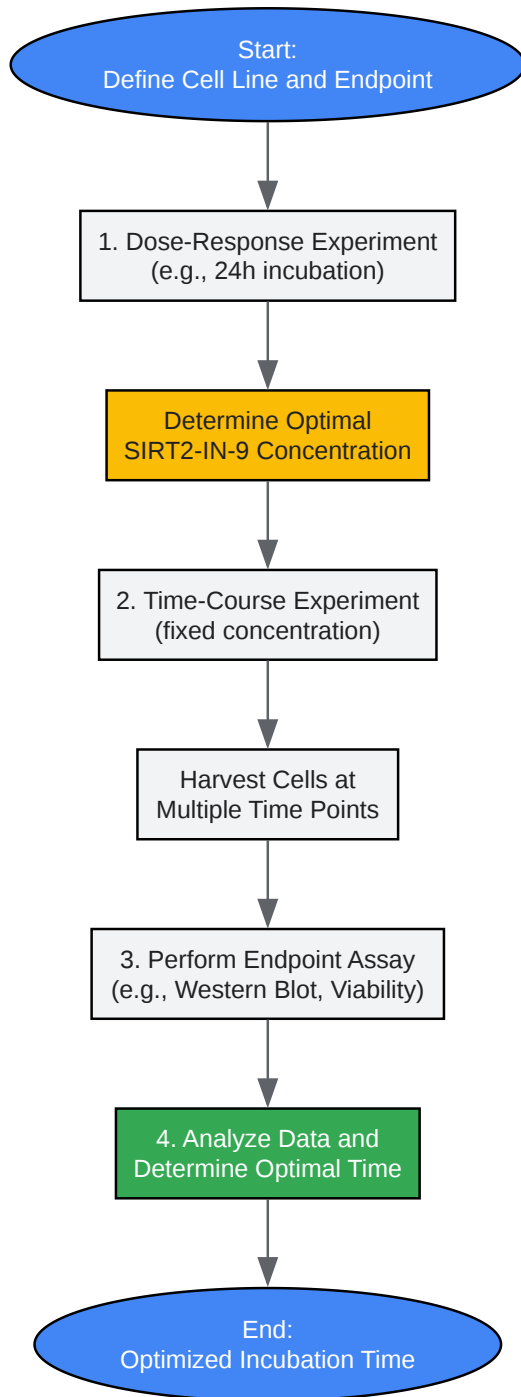 Start:
Define Cell Line and Endpoint
1. Dose-Response Experiment
(e.g., 24h incubation)
Determine Optimal
SIRT2-IN-9 Concentration
2. Time-Course Experiment
(fixed concentration)
Harvest Cells at
Multiple Time Points
3. Perform Endpoint Assay
(e.g., Western Blot, Viability)
4. Analyze Data and
Determine Optimal Time
End:
Optimized Incubation Time